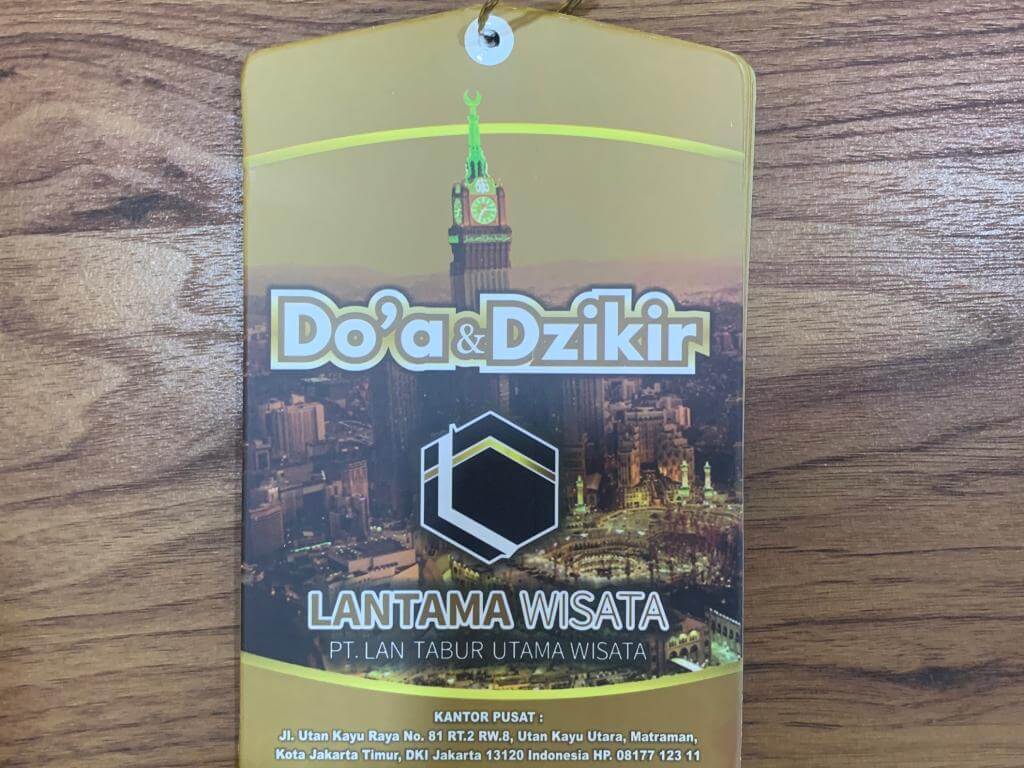 Do'a & Dzikir
LANTAMA WISATA
PT. LAN TABUR UTAMA WISATA
KANTOR PUSAT :
Jl. Utan Kayu Raya No. 81 RT.2 RW.8, Utan Kayu Utara, Matraman,
Kota Jakarta Timur, DKI Jakarta 13120 Indonesia HP. 08177 123 11